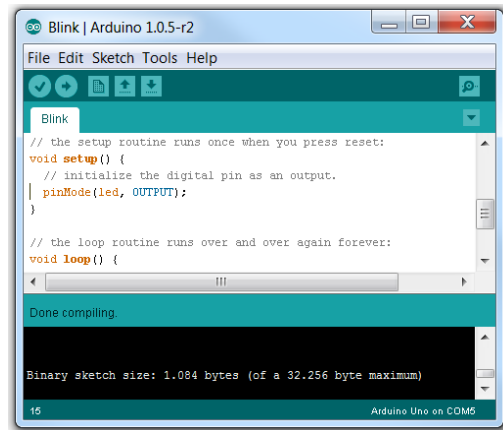 Blink | Arduino 1.0.5-r2
File Edit Sketch Tools Help
Blink
// the setup routine runs once when you press reset:
void setup() {
// initialize the digital pin as an output.
pinMode(led, OUTPUT);
}
// the loop routine runs over and over again forever:
void loop() {
Done compiling.
Binary sketch size: 1.084 bytes (of a 32.256 byte maximum)
15 Arduino Uno on COM5